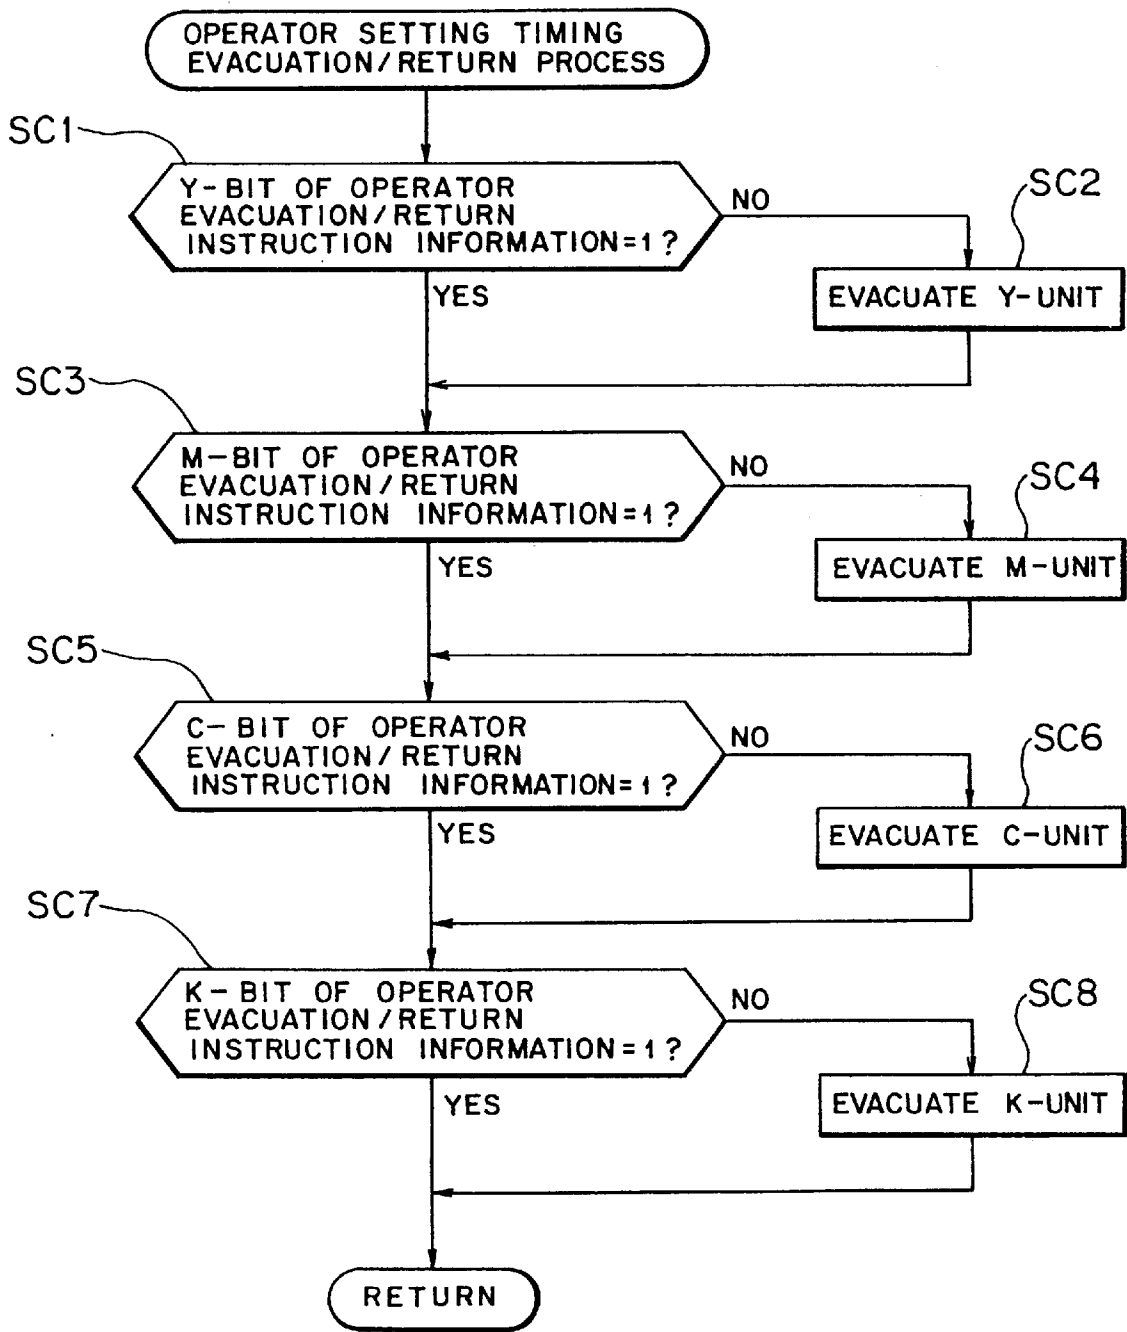 OPERATOR SETTING TIMING
EVACUATION/RETURN PROCESS
SC1
Y-BIT OF OPERATOR
EVACUATION/RETURN
INSTRUCTION INFORMATION=1?
NO
SC2
EVACUATE Y-UNIT
YES
SC3
M-BIT OF OPERATOR
EVACUATION/RETURN
INSTRUCTION INFORMATION=1?
NO
SC4
EVACUATE M-UNIT
YES
SC5
C-BIT OF OPERATOR
EVACUATION/RETURN
INSTRUCTION INFORMATION=1?
NO
SC6
EVACUATE C-UNIT
YES
SC7
K-BIT OF OPERATOR
EVACUATION/RETURN
INSTRUCTION INFORMATION=1?
NO
SC8
EVACUATE K-UNIT
YES
RETURN